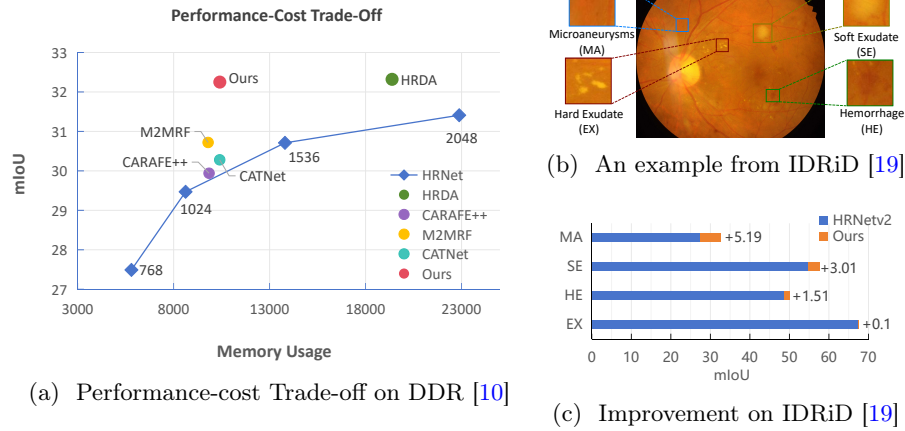 Performance-Cost Trade-Off
33
32
31
30
29
28
27
mIoU
3000
8000
13000
18000
23000
Memory Usage
Ours
HRDA
M2MRF
CARAFE++
CATNet
768
1024
1536
2048
HRNet
HRDA
CARAFE++
M2MRF
CATNet
Ours
(a) Performance-cost Trade-off on DDR [10]
Microaneurysms
(MA)
Hard Exudate
(EX)
Soft Exudate
(SE)
Hemorrhage
(HE)
(b) An example from IDRiD [19]
HRNetv2
Ours
MA
+5.19
SE
+3.01
HE
+1.51
EX
+0.1
0 10 20 30 40 50 60 70
mIoU
(c) Improvement on IDRiD [19]